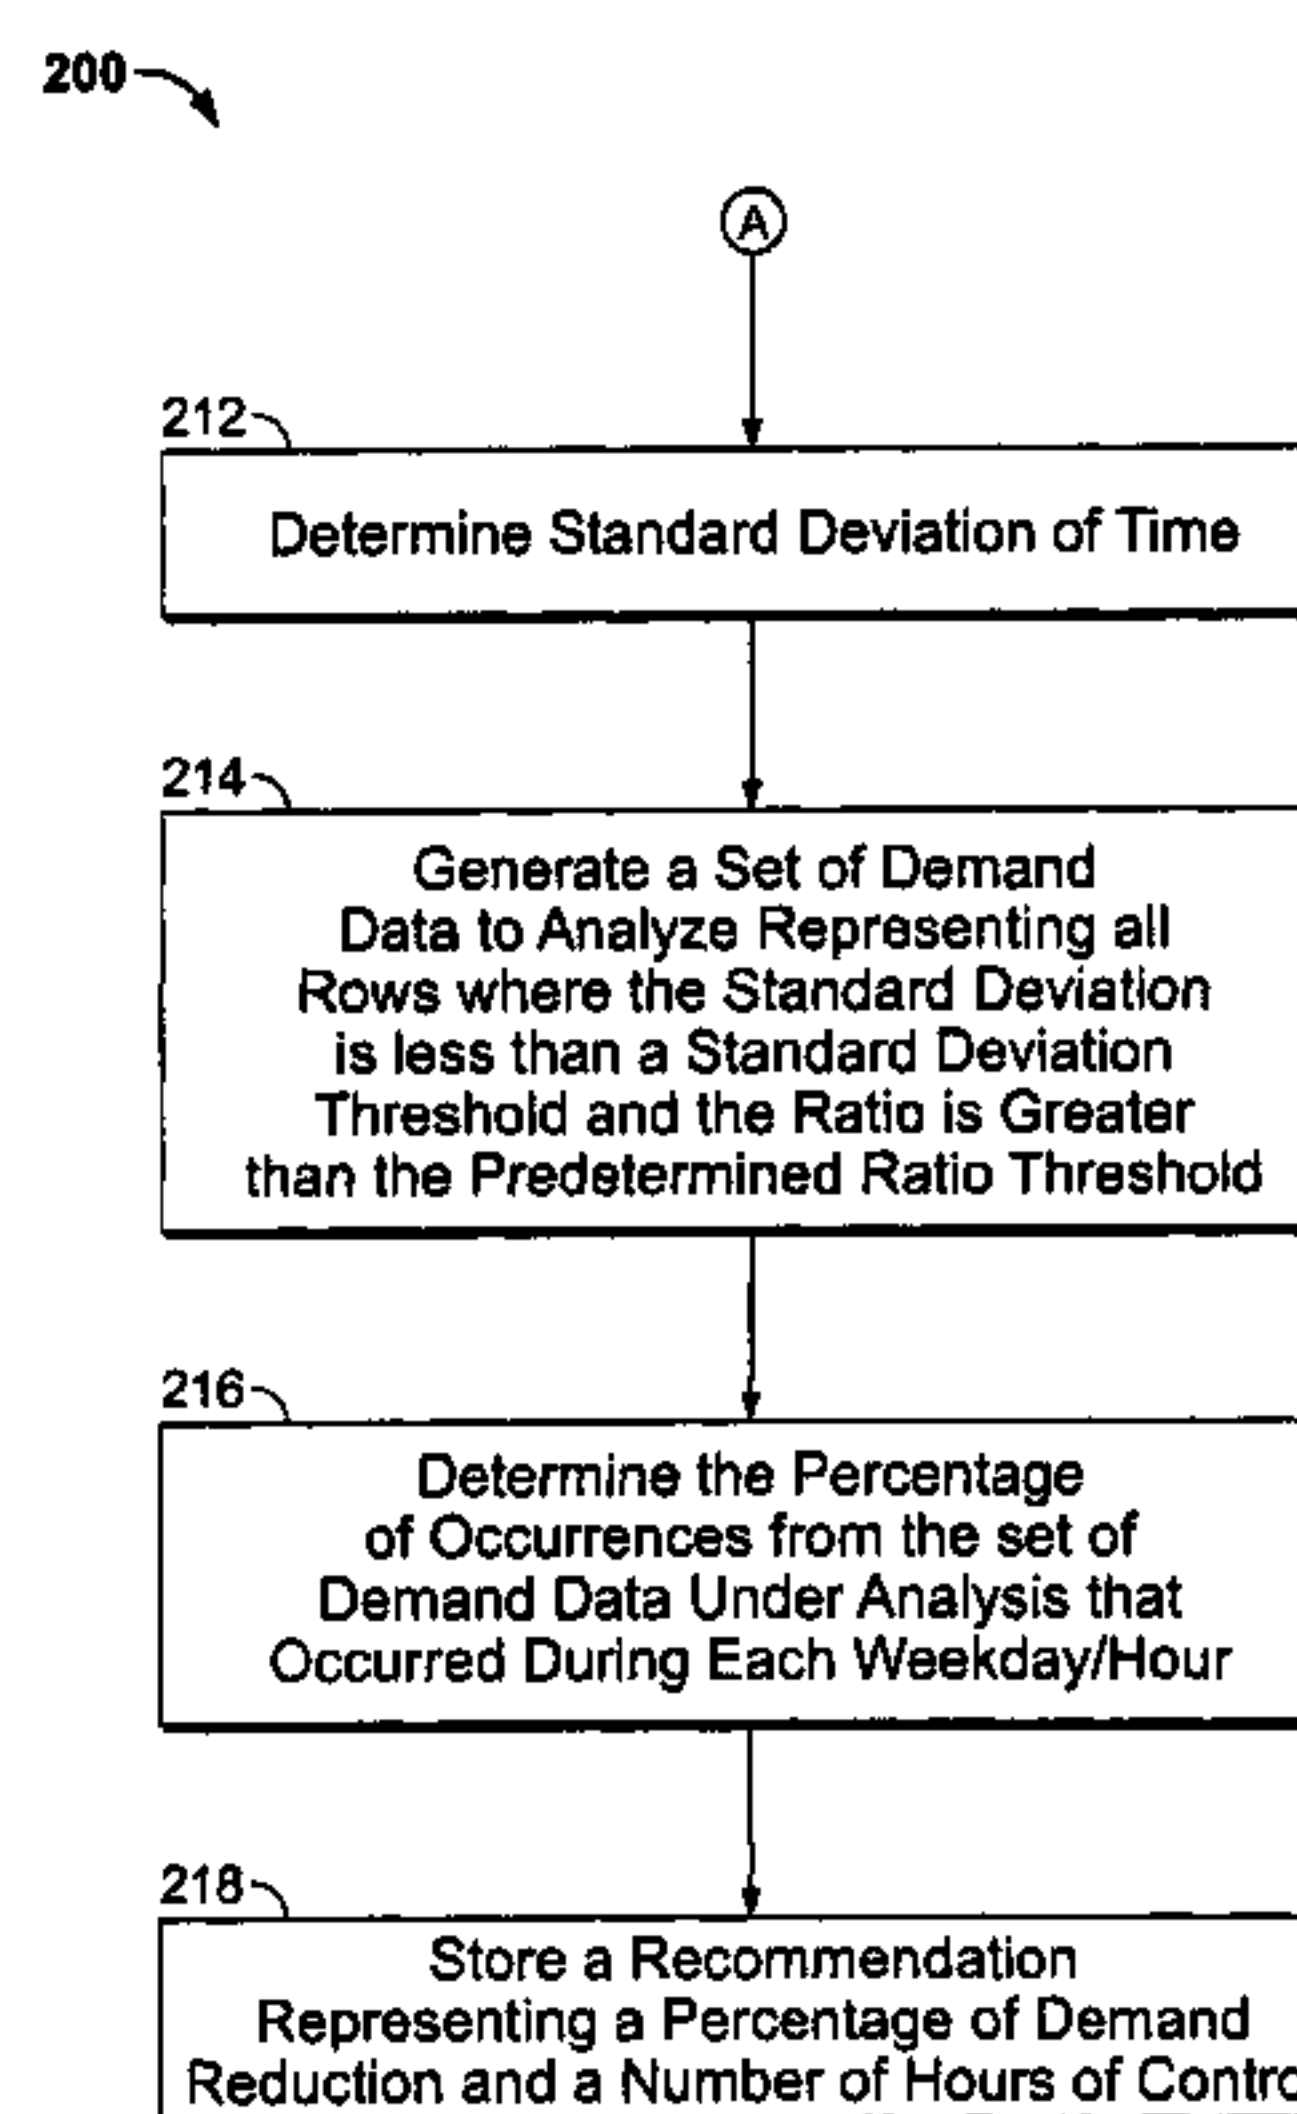 200
A
212
Determine Standard Deviation of Time
214
Generate a Set of Demand
Data to Analyze Representing all
Rows where the Standard Deviation
is less than a Standard Deviation
Threshold and the Ratio is Greater
than the Predetermined Ratio Threshold
216
Determine the Percentage
of Occurrences from the set of
Demand Data Under Analysis that
Occurred During Each Weekday/Hour
218
Store a Recommendation
Representing a Percentage of Demand
Reduction and a Number of Hours of